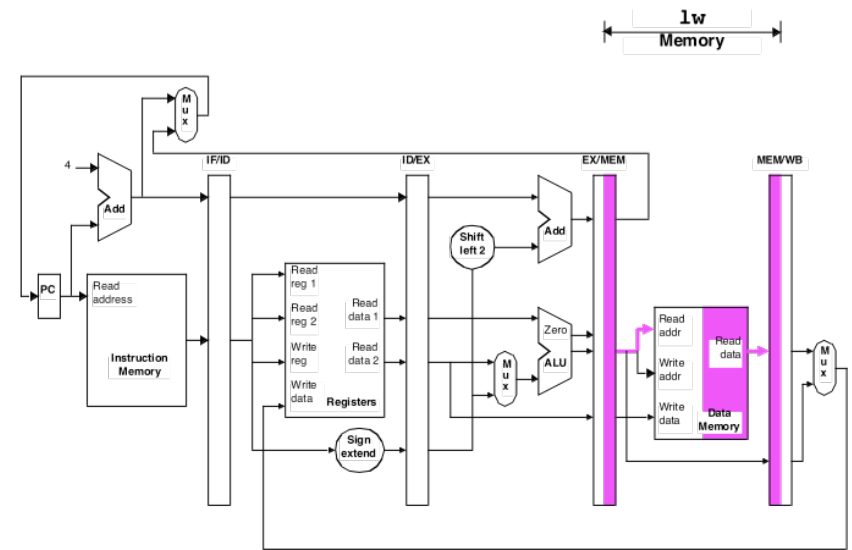 lw
Memory
M
u
x
IF/ID
ID/EX
EX/MEM
MEM/WB
4
Add
Shift
left 2
Add
PC
Read
address
Instruction
Memory
Read
reg 1
Read
reg 2
Write
reg
Write
data
Read
data 1
Read
data 2
Registers
Sign
extend
M
u
x
Zero
ALU
Read
addr
Write
addr
Write
data
Read
data
Data
Memory
M
u
x